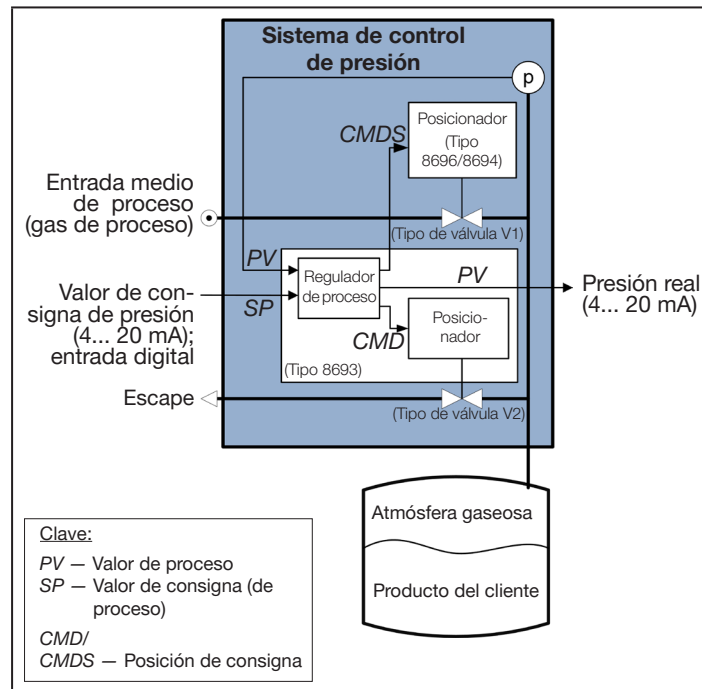 Sistema de control
de presión
p
Posicionador
(Tipo
8696/8694)
CMDS
Entrada medio
de proceso
(gas de proceso)
(Tipo de válvula V1)
PV
Regulador
de proceso
PV
Presión real
(4... 20 mA)
Valor de con-
signa de presión
(4... 20 mA);
entrada digital
SP
CMD
Posicio-
nador
(Tipo 8693)
Escape
(Tipo de válvula V2)
Atmósfera gaseosa
Producto del cliente
Clave:
PV — Valor de proceso
SP — Valor de consigna (de
proceso)
CMD/
CMDS — Posición de consigna